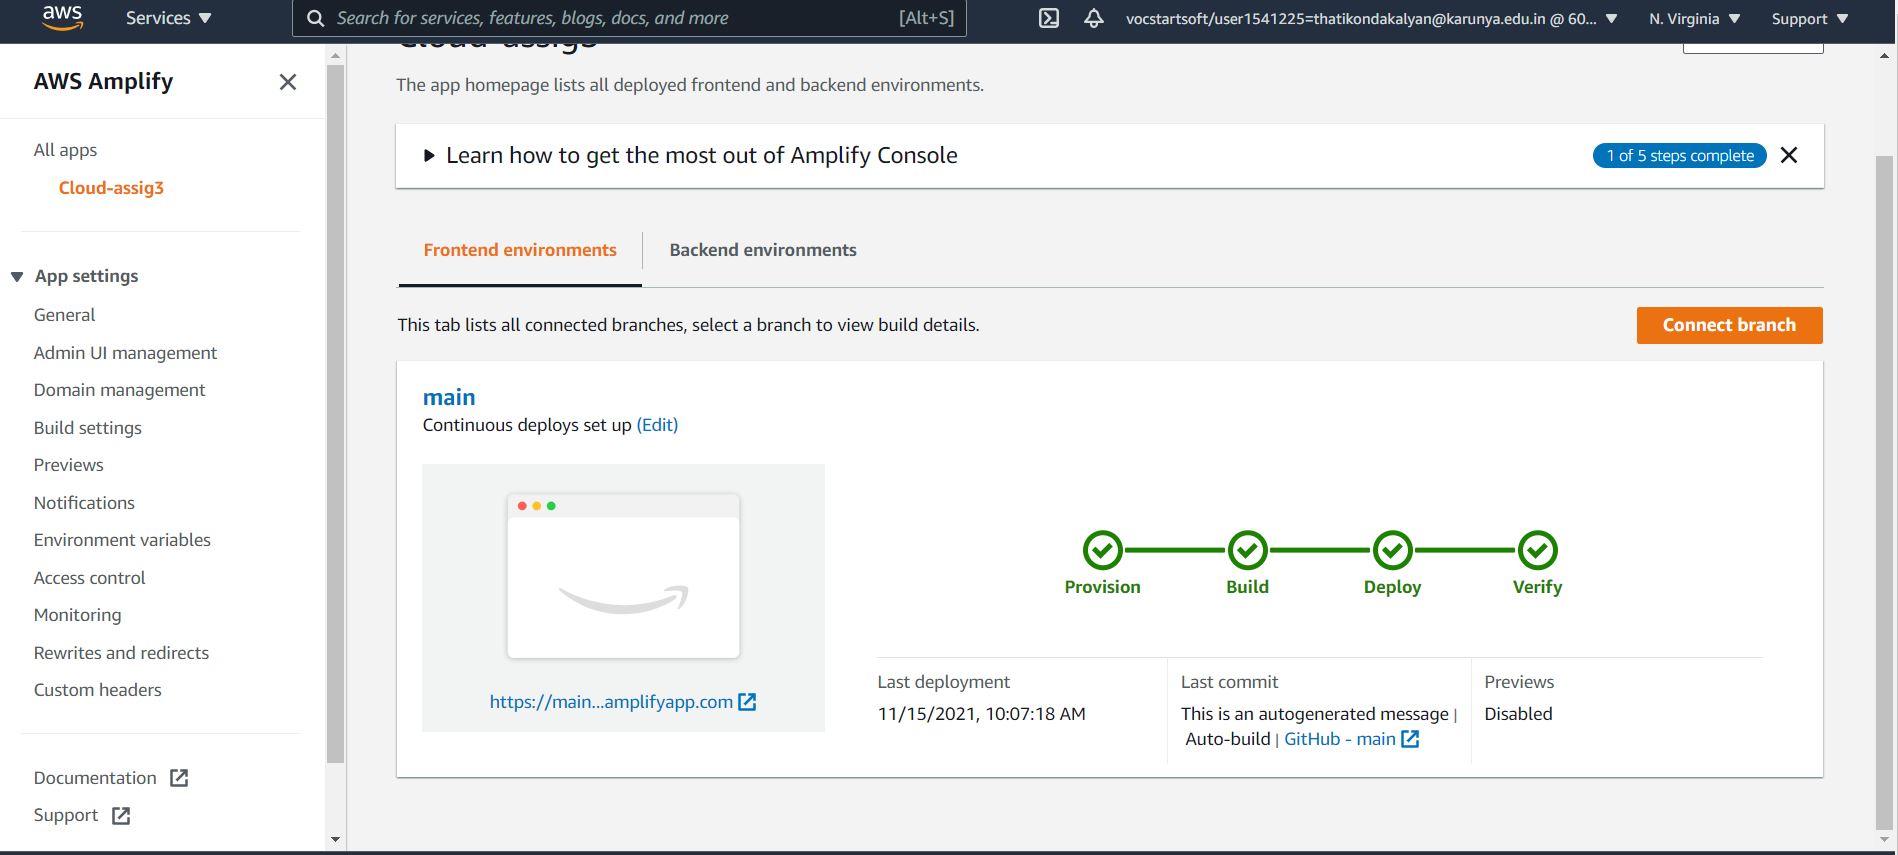 aws
Services
Search for services, features, blogs, docs, and more
[Alt+S]
vocstartsoft/user1541225=thatikondakalyan@karunya.edu.in @ 60...
N. Virginia
Support
AWS Amplify
All apps
Cloud-assig3
App settings
General
Admin UI management
Domain management
Build settings
Previews
Notifications
Environment variables
Access control
Monitoring
Rewrites and redirects
Custom headers
Documentation
Support
Cloud-assig3
The app homepage lists all deployed frontend and backend environments.
Learn how to get the most out of Amplify Console
1 of 5 steps complete
Frontend environments
Backend environments
This tab lists all connected branches, select a branch to view build details.
Connect branch
main
Continuous deploys set up (Edit)
https://main...amplifyapp.com
Provision
Build
Deploy
Verify
Last deployment
11/15/2021, 10:07:18 AM
Last commit
This is an autogenerated message |
Auto-build | GitHub - main
Previews
Disabled